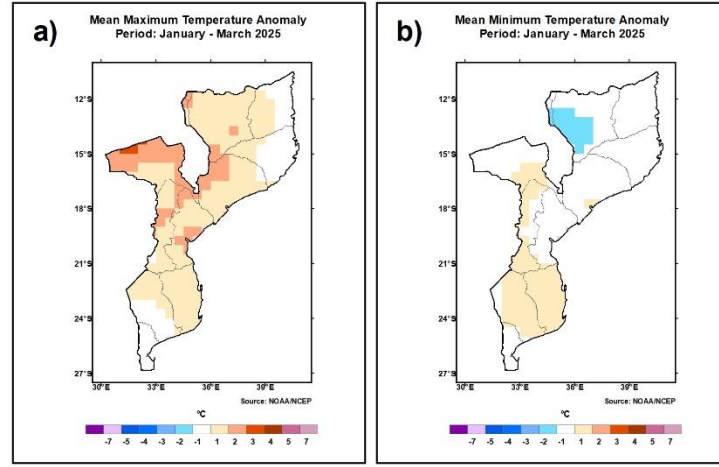 a)
Mean Maximum Temperature Anomaly
Period: January - March 2025
12°S
15°S
18°S
21°S
24°S
27°S
30°E 33°E 36°E 39°E
Source: NOAA/NCEP
°C
-7 -5 -4 -3 -2 -1 1 2 3 4 5 7
b)
Mean Minimum Temperature Anomaly
Period: January - March 2025
12°S
15°S
18°S
21°S
24°S
27°S
30°E 33°E 36°E 39°E
Source: NOAA/NCEP
°C
-7 -5 -4 -3 -2 -1 1 2 3 4 5 7